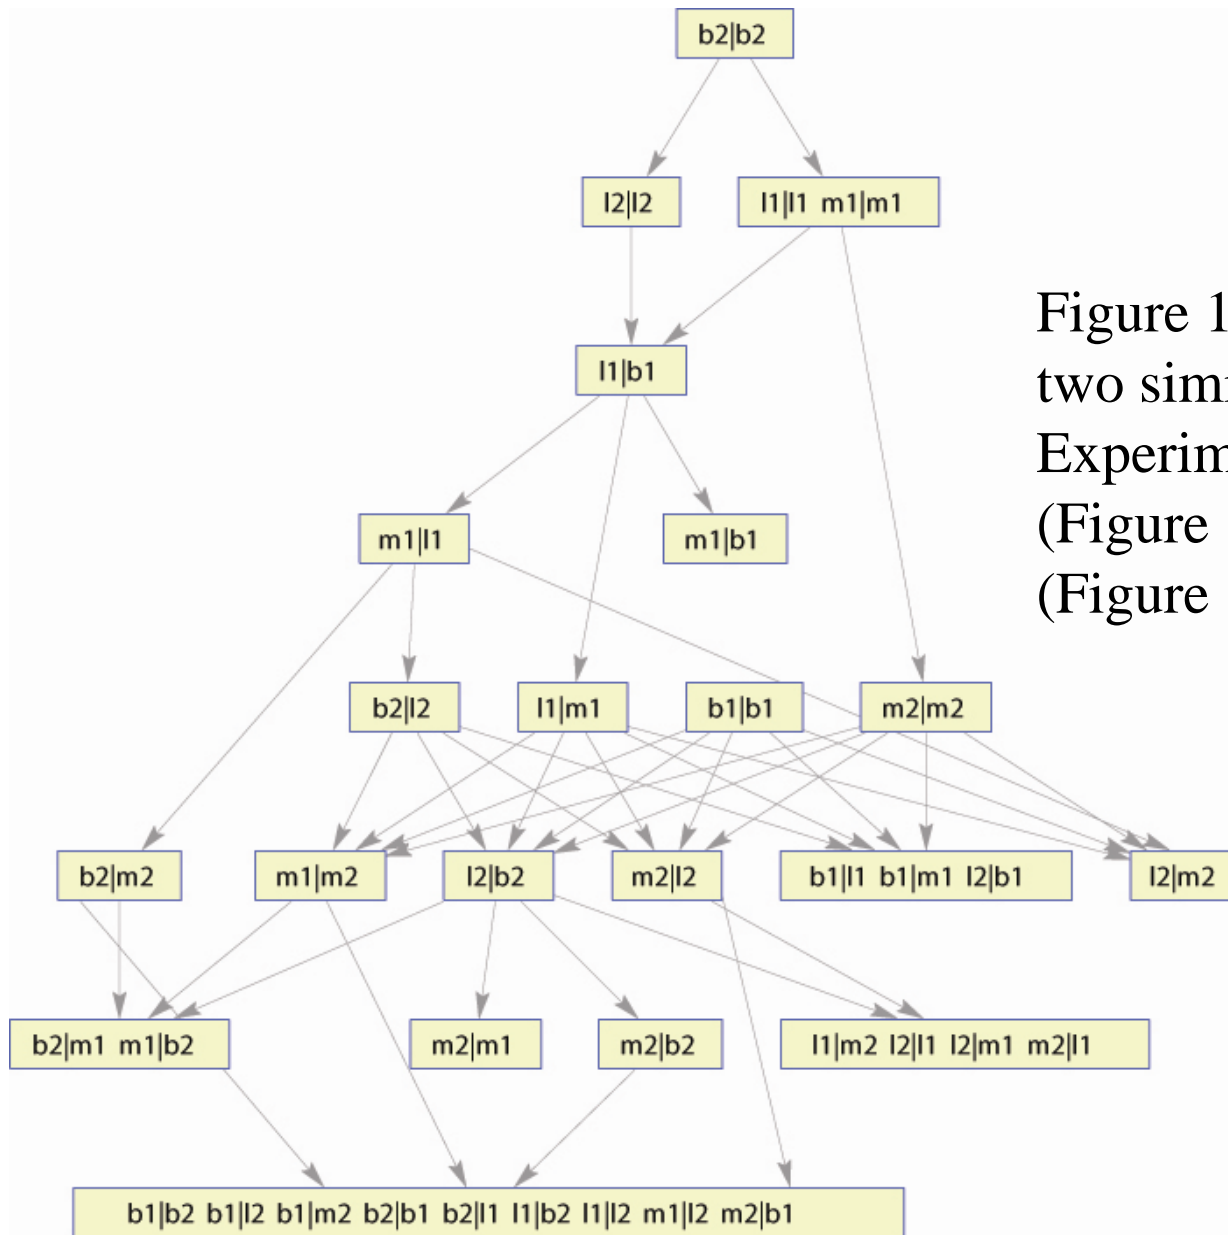 b2|b2
l2|l2
l1|l1 m1|m1
Figure 1
two simi
l1|b1
Experim
m1|l1
m1|b1
(Figure
(Figure
b2|l2
l1|m1
b1|b1
m2|m2
b2|m2
m1|m2
l2|b2
m2|l2
b1|l1 b1|m1 l2|b1
l2|m2
b2|m1 m1|b2
m2|m1
m2|b2
l1|m2 l2|l1 l2|m1 m2|l1
b1|b2 b1|l2 b1|m2 b2|b1 b2|l1 l1|b2 l1|l2 m1|l2 m2|b1